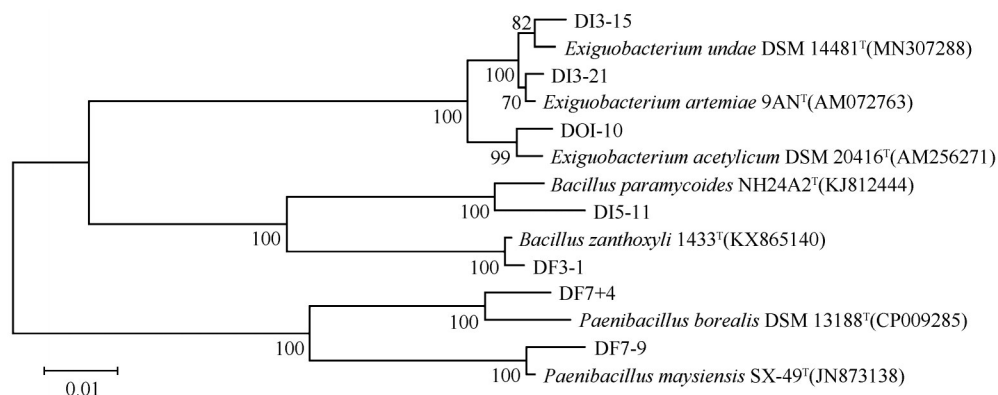 82
DI3-15
Exiguobacterium undae DSM 14481ᵀ(MN307288)
100
DI3-21
70
Exiguobacterium artemiae 9ANᵀ(AM072763)
100
DOI-10
99
Exiguobacterium acetylicum DSM 20416ᵀ(AM256271)
Bacillus paramycoides NH24A2ᵀ(KJ812444)
100
DI5-11
100
Bacillus zanthoxyli 1433ᵀ(KX865140)
100
DF3-1
DF7+4
100
Paenibacillus borealis DSM 13188ᵀ(CP009285)
100
DF7-9
100
Paenibacillus maysiensis SX-49ᵀ(JN873138)
0.01